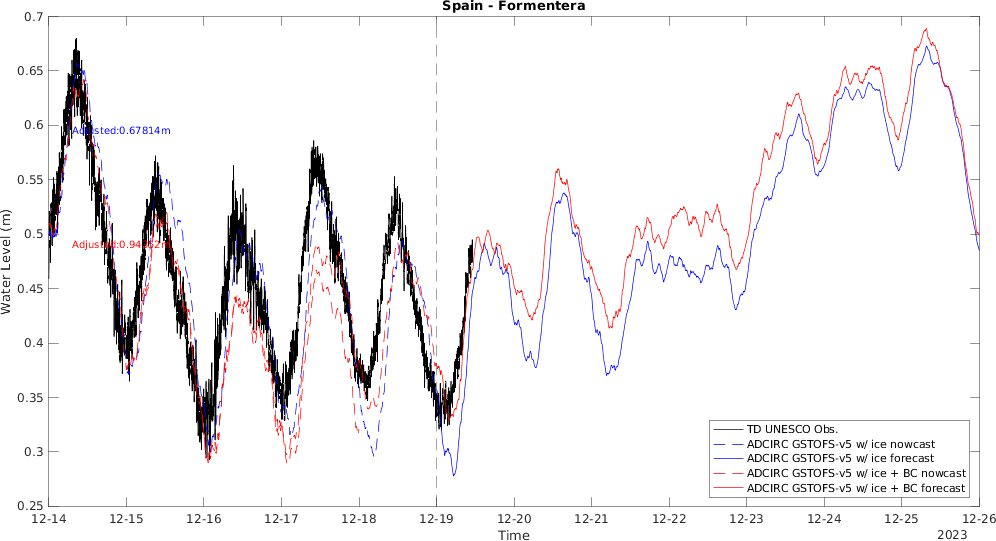 Spain - Formentera
0.7
0.65
0.6
0.55
0.5
0.45
0.4
0.35
0.3
0.25
Water Level (m)
Adjusted:0.67814m
TD UNESCO Obs.
ADCIRC GSTOFS-v5 w/ ice nowcast
ADCIRC GSTOFS-v5 w/ ice forecast
ADCIRC GSTOFS-v5 w/ ice + BC nowcast
ADCIRC GSTOFS-v5 w/ ice + BC forecast
12-14 12-15 12-16 12-17 12-18 12-19 12-20 12-21 12-22 12-23 12-24 12-25 12-26
Time
2023